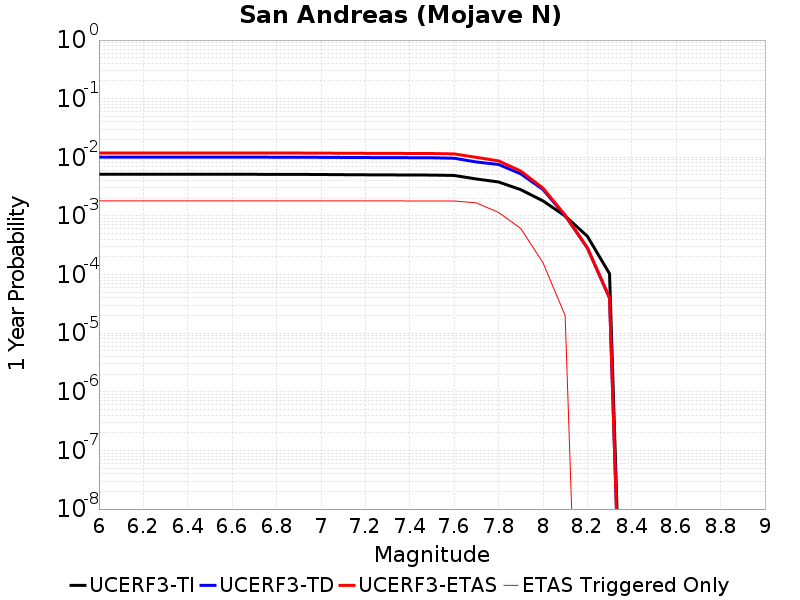 San Andreas (Mojave N)
1 Year Probability
10^0
10^-1
10^-2
10^-3
10^-4
10^-5
10^-6
10^-7
10^-8
6 6.2 6.4 6.6 6.8 7 7.2 7.4 7.6 7.8 8 8.2 8.4 8.6 8.8 9
Magnitude
UCERF3-TI UCERF3-TD UCERF3-ETAS ETAS Triggered Only